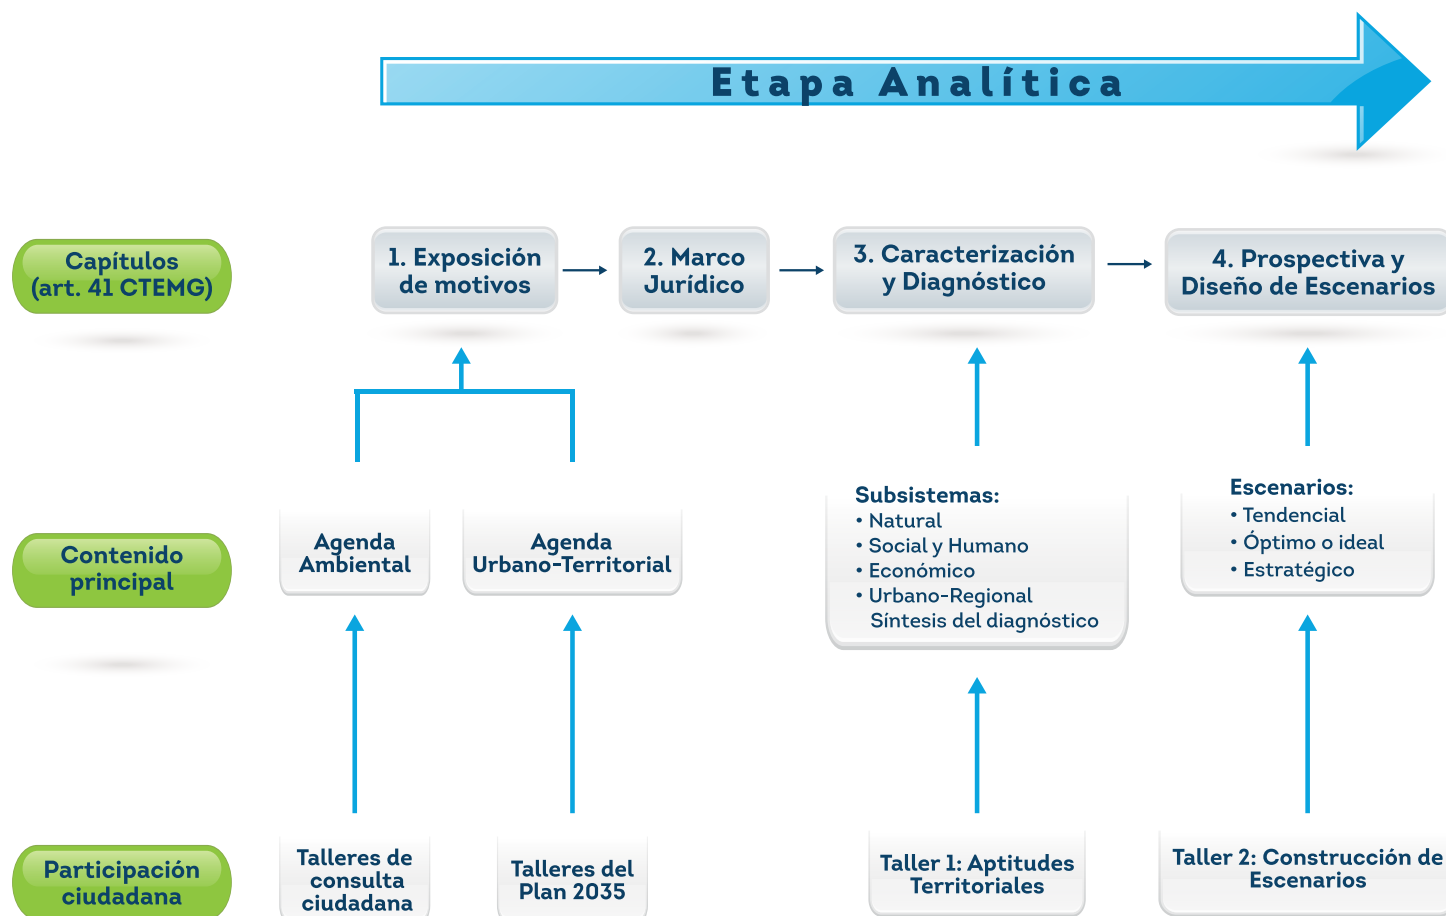 Etapa Analítica
Capítulos
(art. 41 CTEMG)
1. Exposición
de motivos
2. Marco
Jurídico
3. Caracterización
y Diagnóstico
4. Prospectiva y
Diseño de Escenarios
Contenido
principal
Agenda
Ambiental
Agenda
Urbano-Territorial
Subsistemas:
• Natural
• Social y Humano
• Económico
• Urbano-Regional
Síntesis del diagnóstico
Escenarios:
• Tendencial
• Óptimo o ideal
• Estratégico
Participación
ciudadana
Talleres de
consulta
ciudadana
Talleres del
Plan 2035
Taller 1: Aptitudes
Territoriales
Taller 2: Construcción de
Escenarios